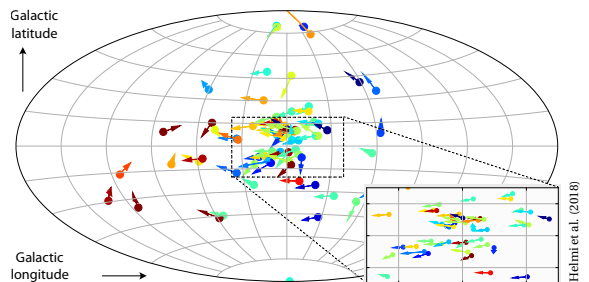 Galactic
latitude
Galactic
longitude
Helmi et al. (2018)